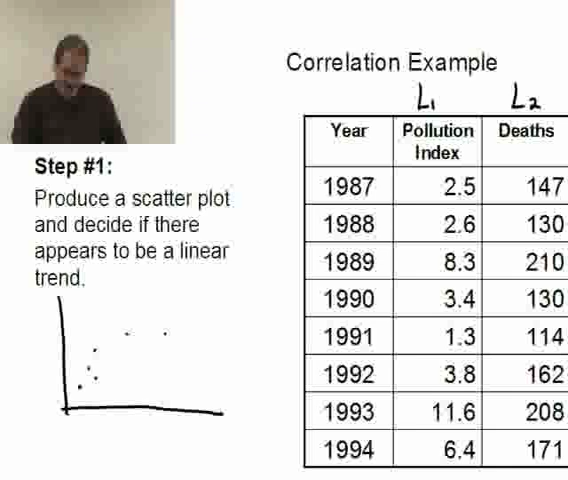 Correlation Example
L1 L2
Year Pollution Index Deaths
1987 2.5 147
1988 2.6 130
1989 8.3 210
1990 3.4 130
1991 1.3 114
1992 3.8 162
1993 11.6 208
1994 6.4 171
Step #1:
Produce a scatter plot
and decide if there
appears to be a linear
trend.